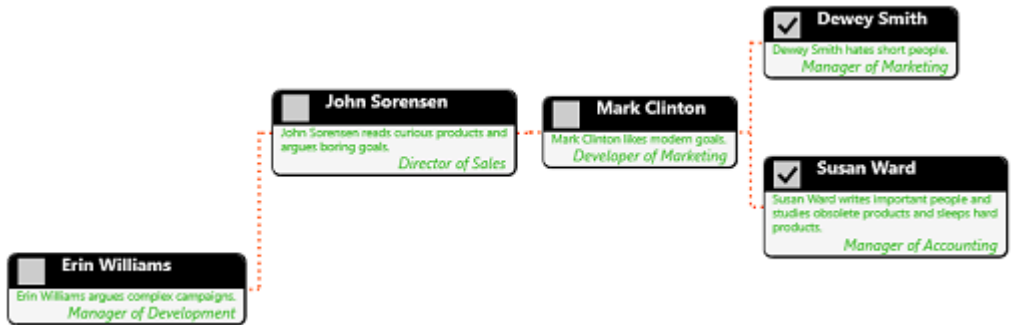 Dewey Smith
Dewey Smith hates short people.
Manager of Marketing
John Sorensen
John Sorensen reads curious products and
argues boring goals.
Director of Sales
Mark Clinton
Mark Clinton likes modern goals.
Developer of Marketing
Susan Ward
Susan Ward writes important people and
studies obsolete products and sleeps hard
products.
Manager of Accounting
Erin Williams
Erin Williams argues complex campaigns.
Manager of Development